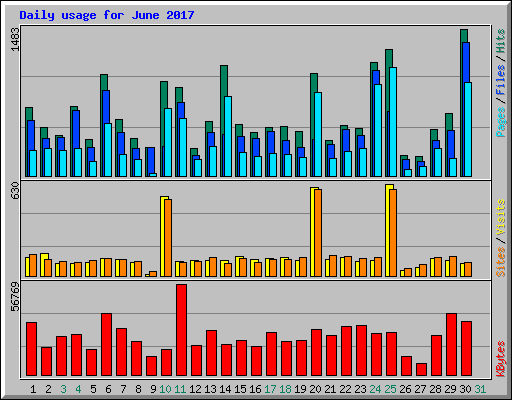 Daily usage for June 2017
1483
Pages / Files / Hits
630
Sites / Visits
56769
KBytes
1 2 3 4 5 6 7 8 9 10 11 12 13 14 15 16 17 18 19 20 21 22 23 24 25 26 27 28 29 30 31